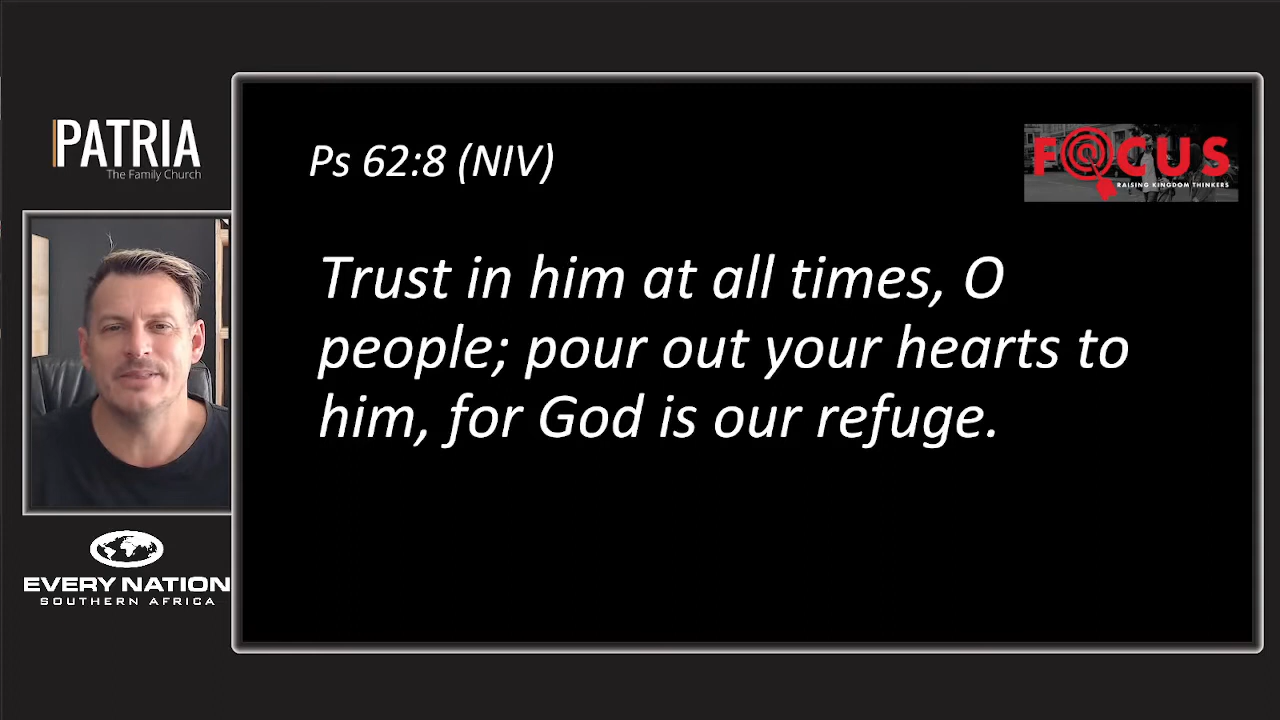 PATRIA
The Family Church
EVERY NATION
SOUTHERN AFRICA
Ps 62:8 (NIV)
F@CUS
RAISING KINGDOM THINKERS
Trust in him at all times, O
people; pour out your hearts to
him, for God is our refuge.